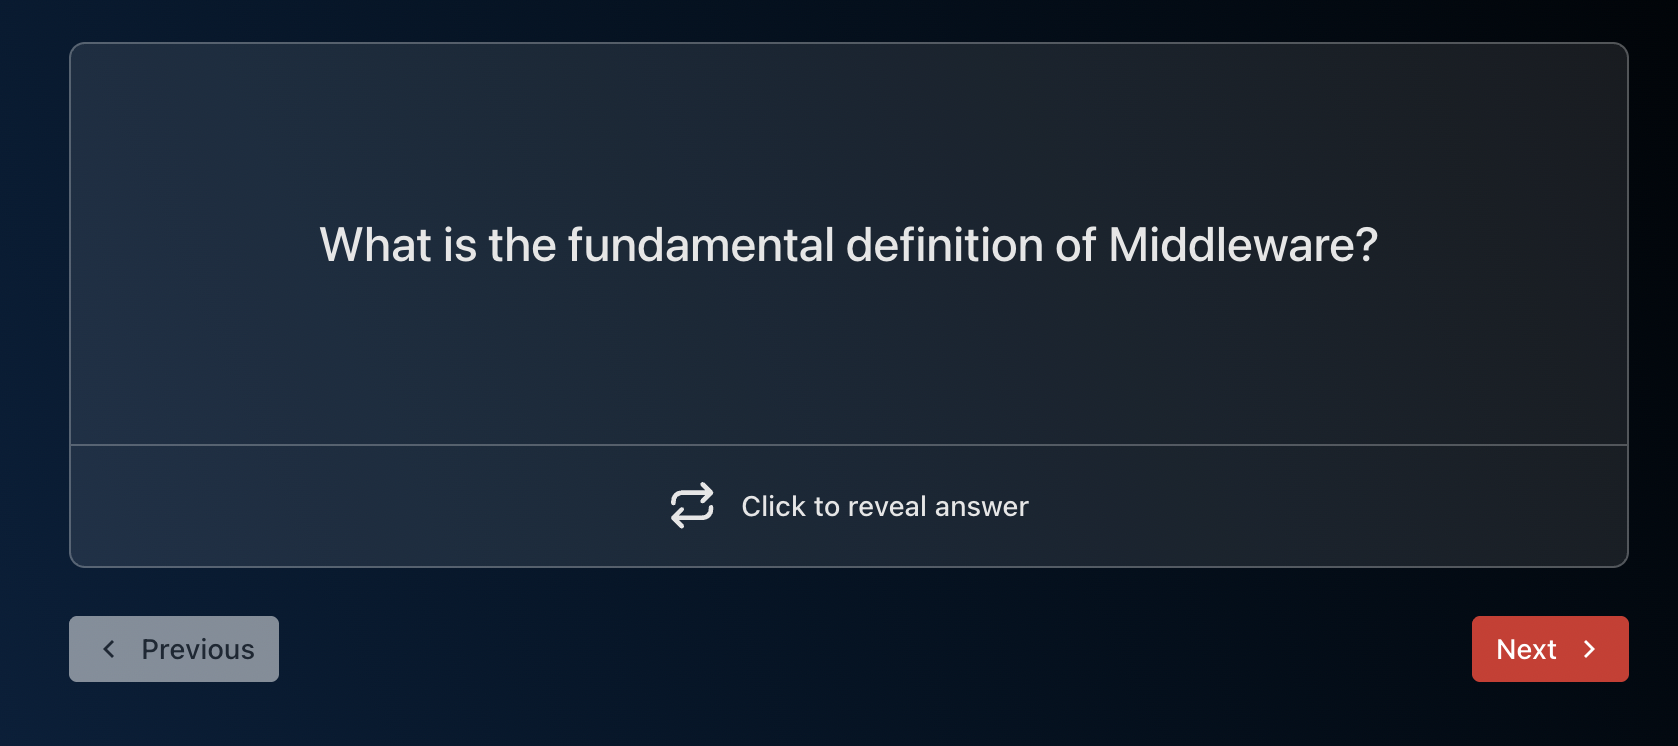 What is the fundamental definition of Middleware?
Click to reveal answer
Previous
Next